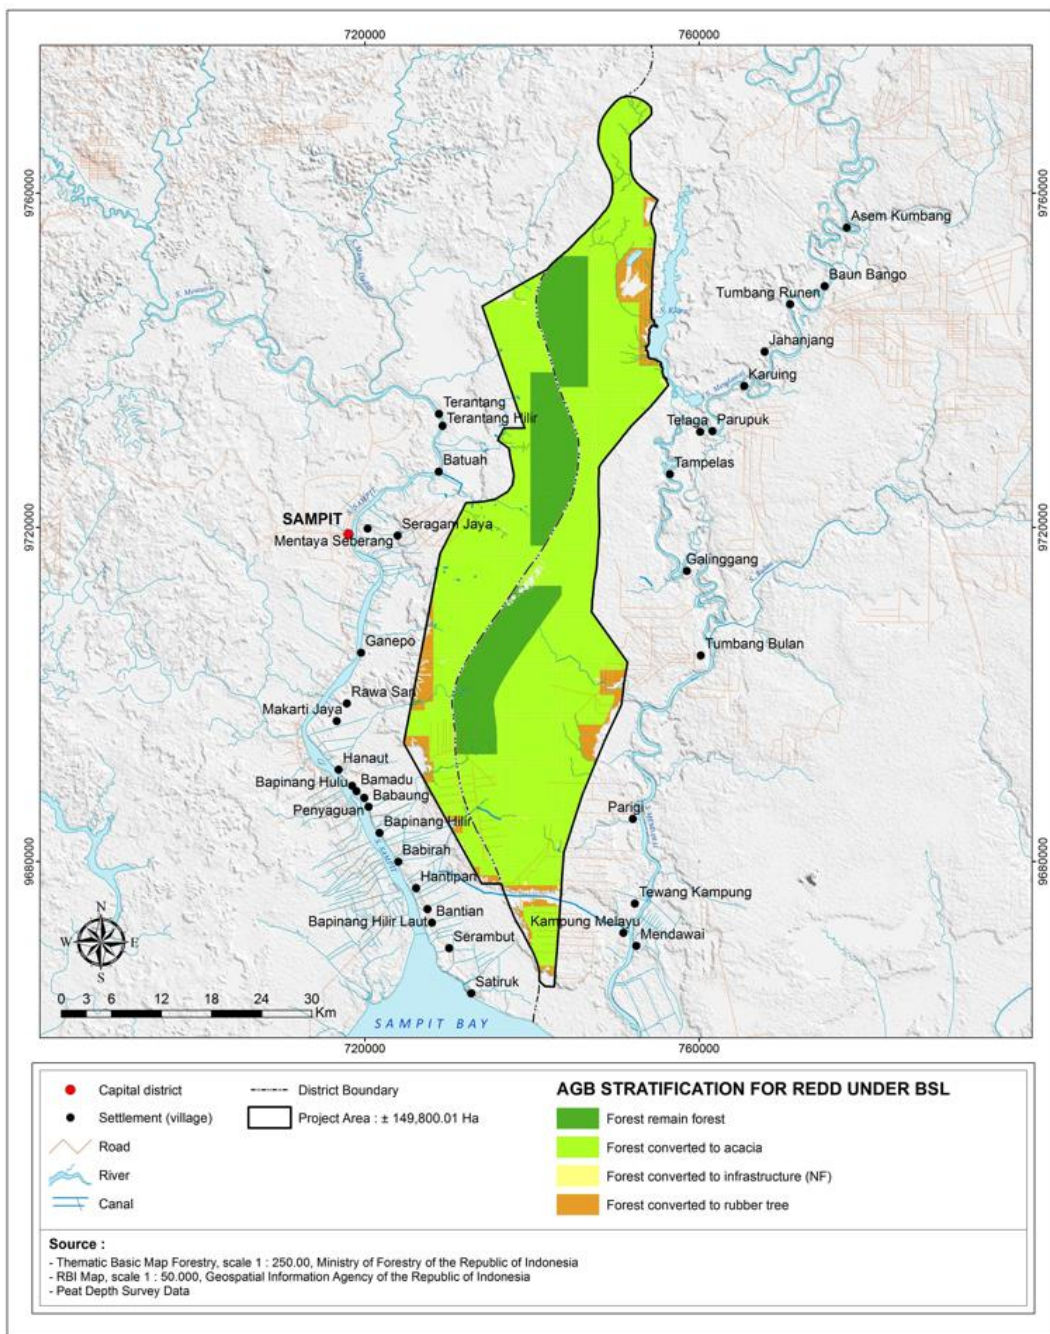 720000
760000
9760000
9760000
Asem Kumbang
Baun Bango
Tumbang Runen
Jahanjang
Karuing
Terantang
Terantang Hilir
Telaga
Parupuk
Batuah
Tampelas
S. SAMPIT
SAMPIT
Seragam Jaya
Mentaya Seberang
9720000
9720000
Galinggang
Ganepo
Tumbang Bulan
Rawa Sari
Makarti Jaya
Hanaut
Bapinang Hulu
Bamadu
Babaung
Penyaguan
Parigi
Bapinang Hilir
S. SAMPIT
Babirah
9680000
9680000
Hantipan
Tewang Kampung
Bantian
Bapinang Hilir Laut
Kampung Melayu
Mendawai
Serambut
Satiruk
N
W
E
S
0 3 6 12 18 24 30
Km
SAMPIT BAY
720000
760000
Capital district
Settlement (village)
Road
River
Canal
District Boundary
Project Area : ± 149,800.01 Ha
AGB STRATIFICATION FOR REDD UNDER BSL
Forest remain forest
Forest converted to acacia
Forest converted to infrastructure (NF)
Forest converted to rubber tree
Source :
- Thematic Basic Map Forestry, scale 1 : 250.00, Ministry of Forestry of the Republic of Indonesia
- RBI Map, scale 1 : 50.000, Geospatial Information Agency of the Republic of Indonesia
- Peat Depth Survey Data